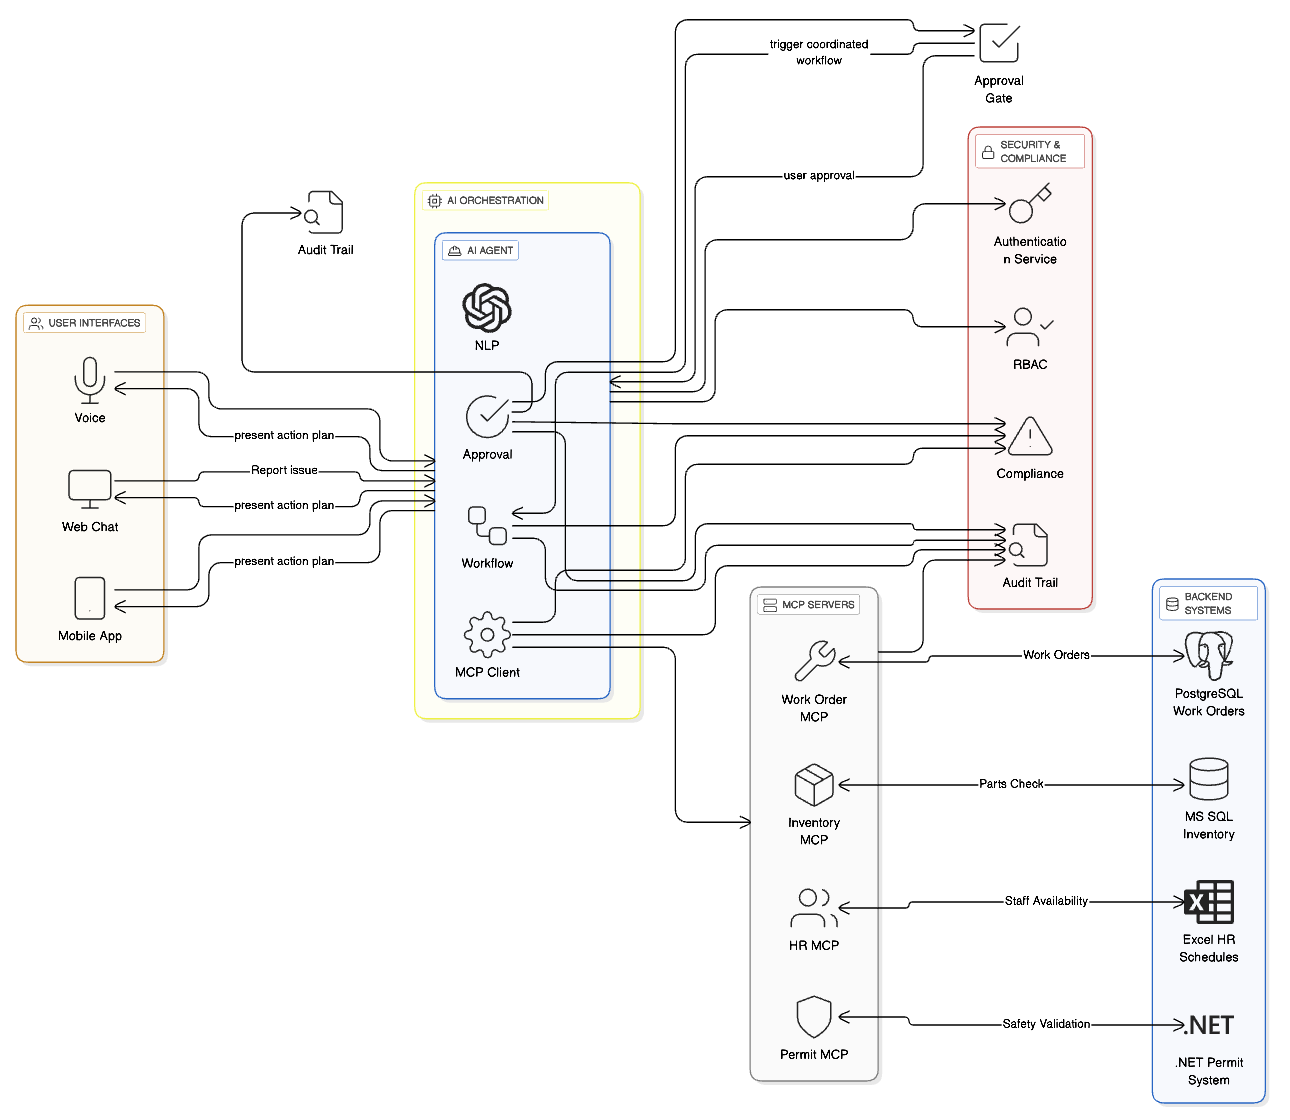 trigger coordinated
workflow
Approval
Gate
SECURITY &
COMPLIANCE
user approval
Authenticatio
n Service
RBAC
Compliance
Audit Trail
Audit Trail
AI ORCHESTRATION
AI AGENT
NLP
Approval
Workflow
MCP Client
USER INTERFACES
Voice
Web Chat
Mobile App
present action plan
Report issue
present action plan
present action plan
MCP SERVERS
Work Order
MCP
Inventory
MCP
HR MCP
Permit MCP
Work Orders
Parts Check
Staff Availability
Safety Validation
BACKEND
SYSTEMS
PostgreSQL
Work Orders
MS SQL
Inventory
X
Excel HR
Schedules
.NET
.NET Permit
System